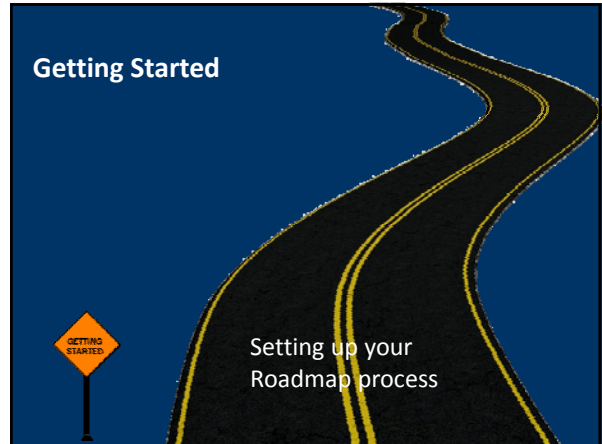 Getting Started
GETTING
STARTED
Setting up your
Roadmap process